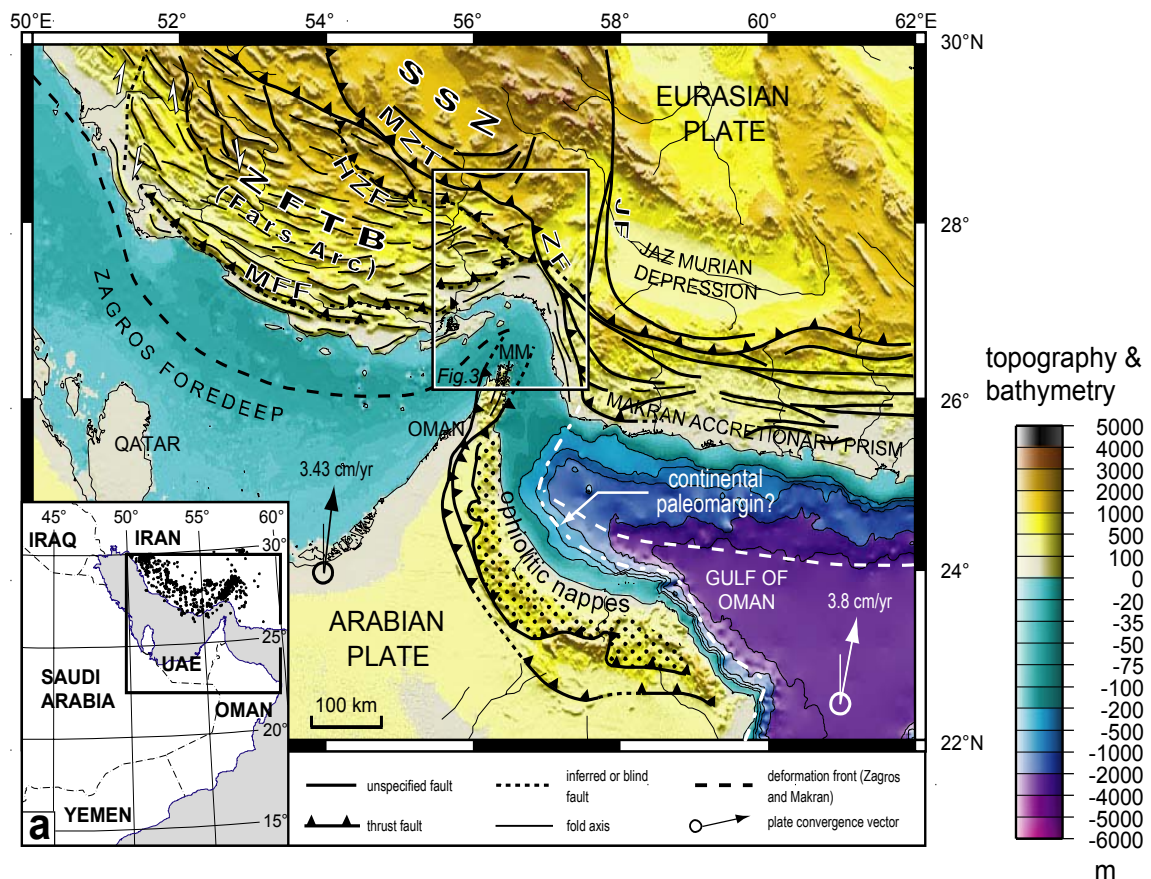 50°E
52°
54°
56°
58°
60°
62°E
30°N
28°
26°
24°
22°N
SSZ
MZT
HZF
ZFTB
(Fars Arc)
MFF
ZF
JF
EURASIAN
PLATE
JAZ MURIAN
DEPRESSION
ZAGROS FOREDEEP
QATAR
MM
Fig.3
OMAN
MAKRAN ACCRETIONARY PRISM
3.43 cm/yr
continental
paleomargin?
ophiolitic nappes
GULF OF
OMAN
3.8 cm/yr
ARABIAN
PLATE
100 km
45°
50°
55°
60°
IRAQ
IRAN
30°
25°
UAE
SAUDI
ARABIA
OMAN
20°
YEMEN
15°
a
unspecified fault
inferred or blind
fault
deformation front (Zagros
and Makran)
thrust fault
fold axis
plate convergence vector
topography &
bathymetry
5000
4000
3000
2000
1000
500
100
0
-20
-35
-50
-75
-100
-200
-500
-1000
-2000
-4000
-5000
-6000
m